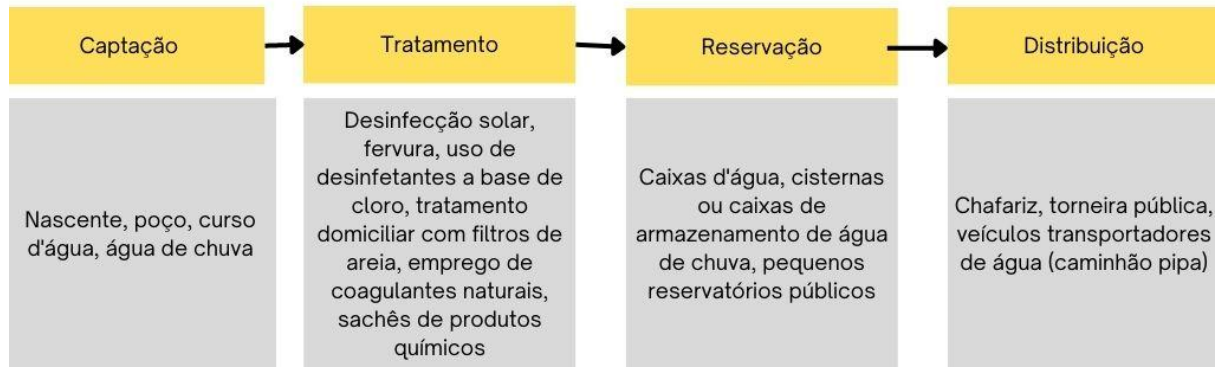 Captação
Tratamento
Reservação
Distribuição
Nascente, poço, curso
d'água, água de chuva
Desinfecção solar,
fervura, uso de
desinfetantes a base de
cloro, tratamento
domiciliar com filtros de
areia, emprego de
coagulantes naturais,
sachês de produtos
químicos
Caixas d'água, cisternas
ou caixas de
armazenamento de água
de chuva, pequenos
reservatórios públicos
Chafariz, torneira pública,
veículos transportadores
de água (caminhão pipa)